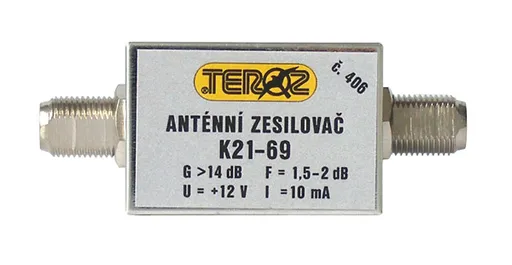 TEROZ
č. 406
ANTÉNNÍ ZESILOVAČ
K21-69
G >14 dB F = 1,5-2 dB
U = +12 V I =10 mA